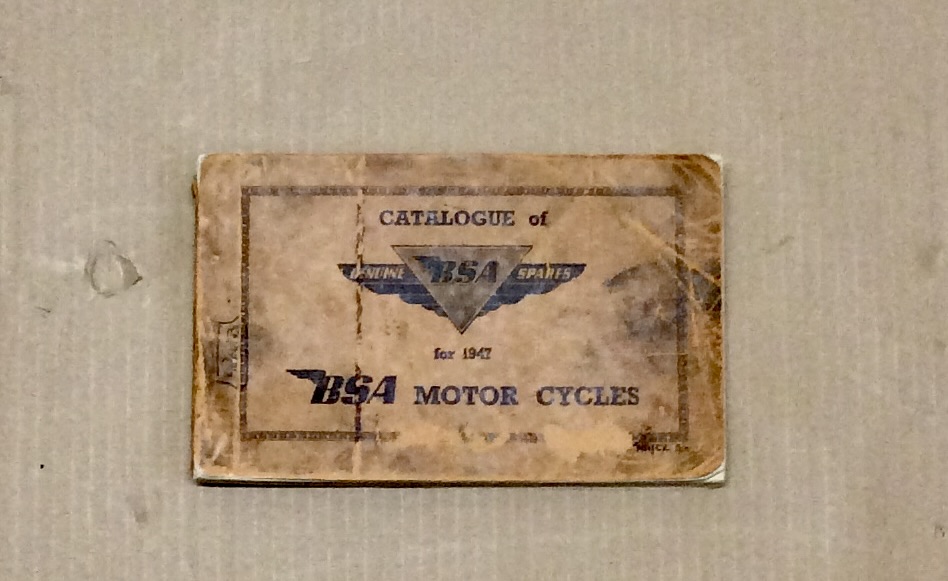 CATALOGUE of
GENUINE BSA SPARES
for 1947
BSA MOTOR CYCLES